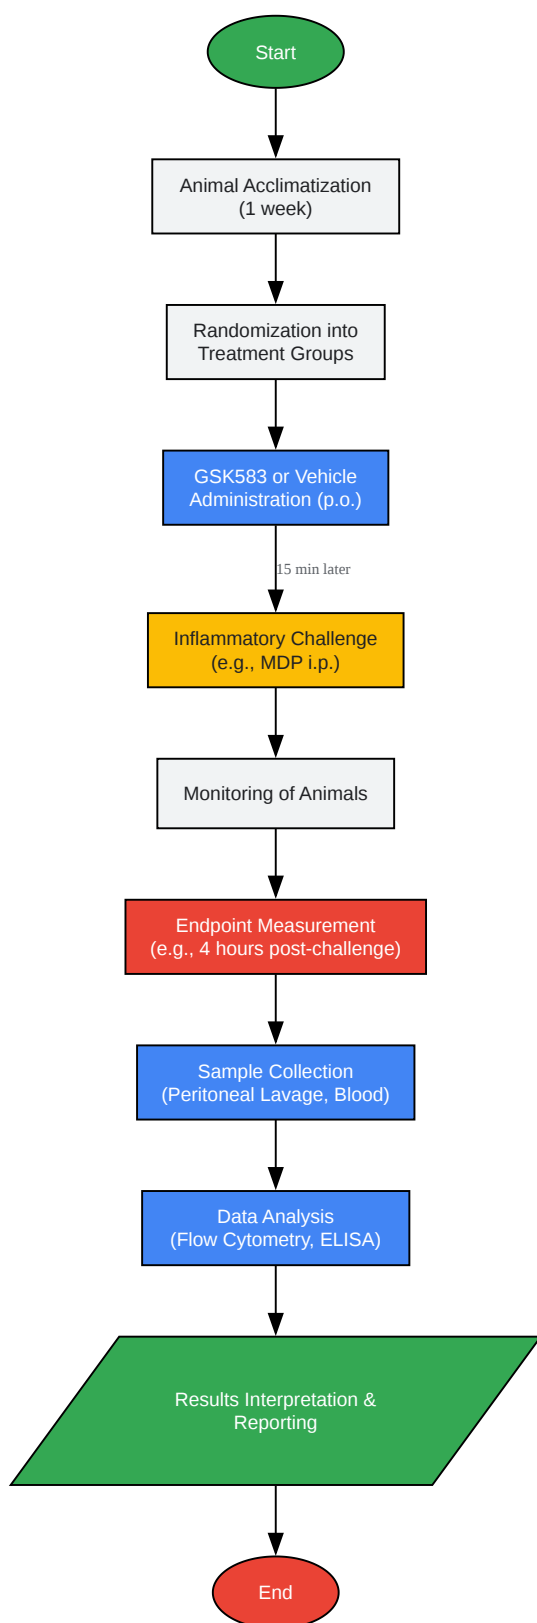 Start
Animal Acclimatization
(1 week)
Randomization into
Treatment Groups
GSK583 or Vehicle
Administration (p.o.)
15 min later
Inflammatory Challenge
(e.g., MDP i.p.)
Monitoring of Animals
Endpoint Measurement
(e.g., 4 hours post-challenge)
Sample Collection
(Peritoneal Lavage, Blood)
Data Analysis
(Flow Cytometry, ELISA)
Results Interpretation &
Reporting
End